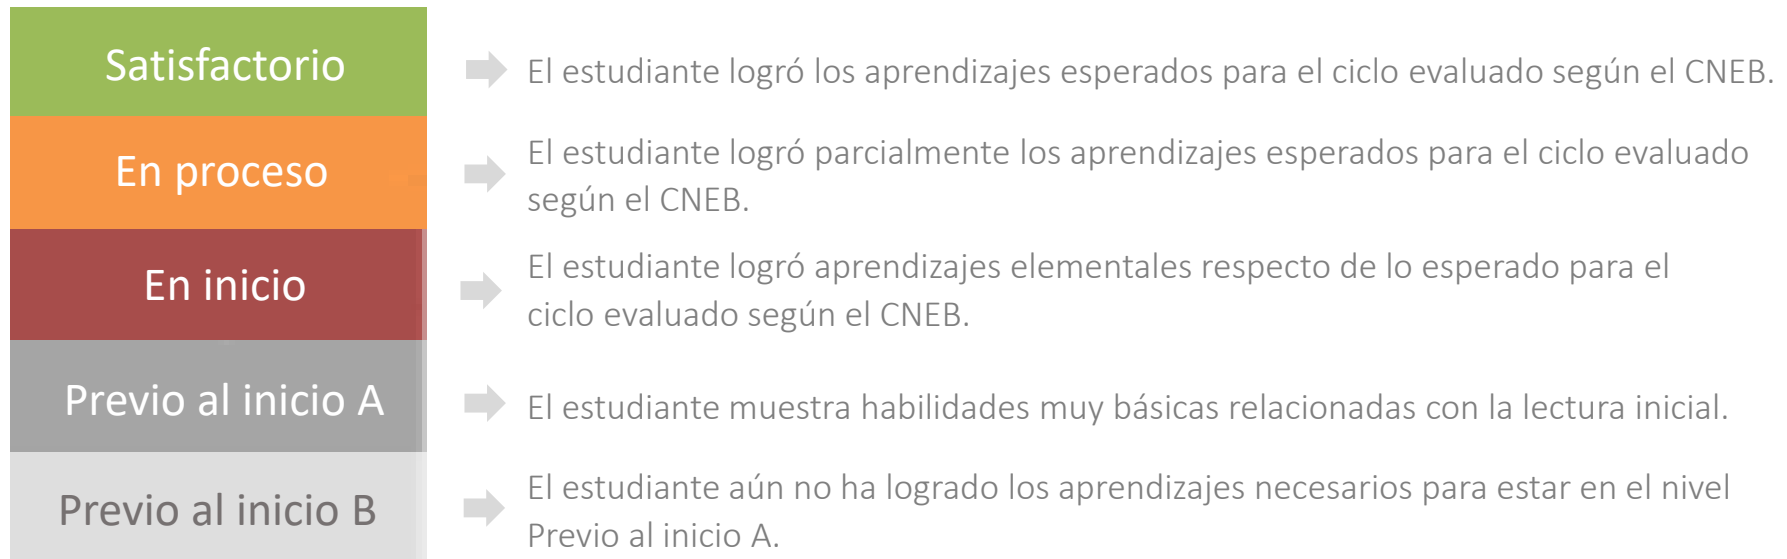 Satisfactorio
El estudiante logró los aprendizajes esperados para el ciclo evaluado según el CNEB.
En proceso
El estudiante logró parcialmente los aprendizajes esperados para el ciclo evaluado
según el CNEB.
En inicio
El estudiante logró aprendizajes elementales respecto de lo esperado para el
ciclo evaluado según el CNEB.
Previo al inicio A
El estudiante muestra habilidades muy básicas relacionadas con la lectura inicial.
Previo al inicio B
El estudiante aún no ha logrado los aprendizajes necesarios para estar en el nivel
Previo al inicio A.